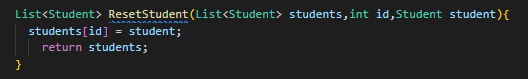 List<Student> ResetStudent(List<Student> students,int id,Student student){
students[id] = student;
return students;
}